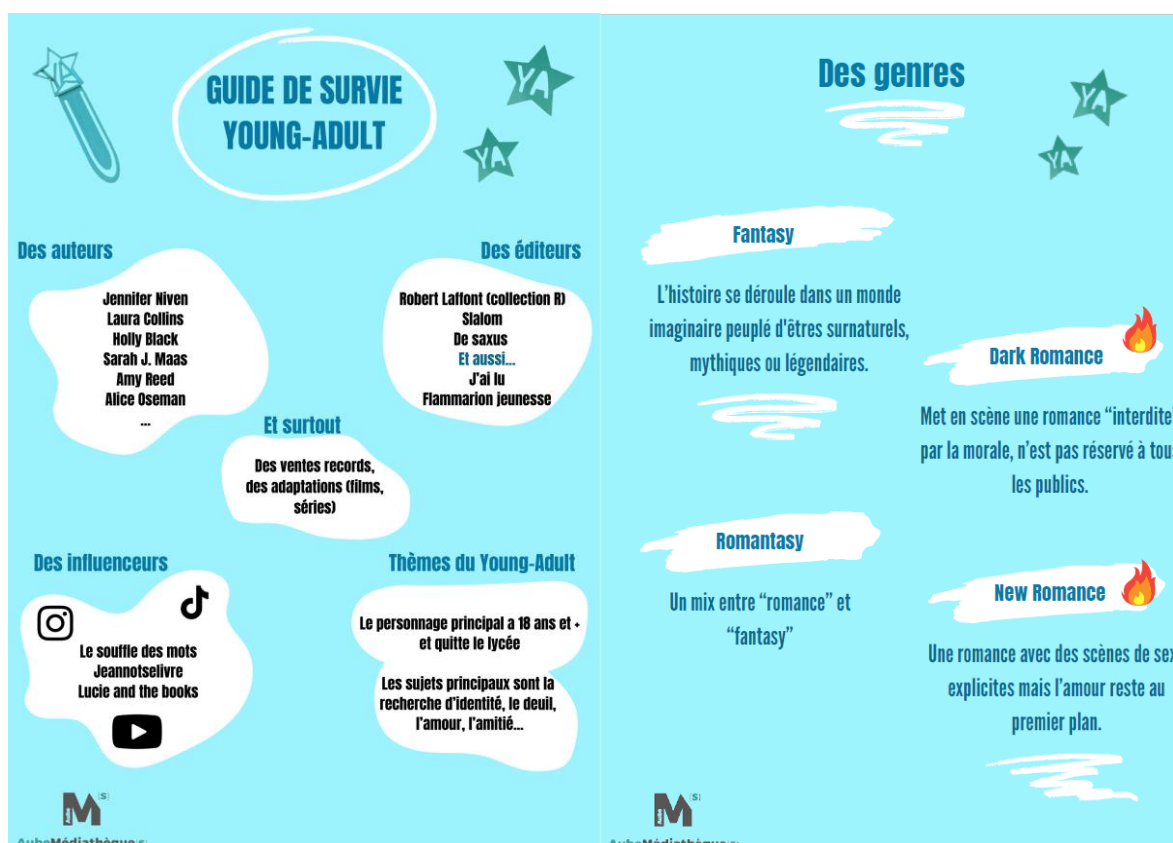 YA
GUIDE DE SURVIE
YOUNG-ADULT
YA
YA
Des auteurs
Jennifer Niven
Laura Collins
Holly Black
Sarah J. Maas
Amy Reed
Alice Oseman
...
Des éditeurs
Robert Laffont (collection R)
Slalom
De saxus
Et aussi...
J'ai lu
Flammarion jeunesse
Et surtout
Des ventes records,
des adaptations (films,
séries)
Des influenceurs
Le souffle des mots
Jeannotselivre
Lucie and the books
Thèmes du Young-Adult
Le personnage principal a 18 ans et +
et quitte le lycée
Les sujets principaux sont la
recherche d'identité, le deuil,
l'amour, l'amitié...
Aube M(S)
AubeMédiathèque(S)
Des genres
YA
YA
Fantasy
L'histoire se déroule dans un monde
imaginaire peuplé d'êtres surnaturels,
mythiques ou légendaires.
Dark Romance
Met en scène une romance “interdite
par la morale, n'est pas réservé à tou
les publics.
Romantasy
Un mix entre “romance” et
“fantasy”
New Romance
Une romance avec des scènes de sex
explicites mais l'amour reste au
premier plan.
Aube M(S)
AubeMédiathèque(S)